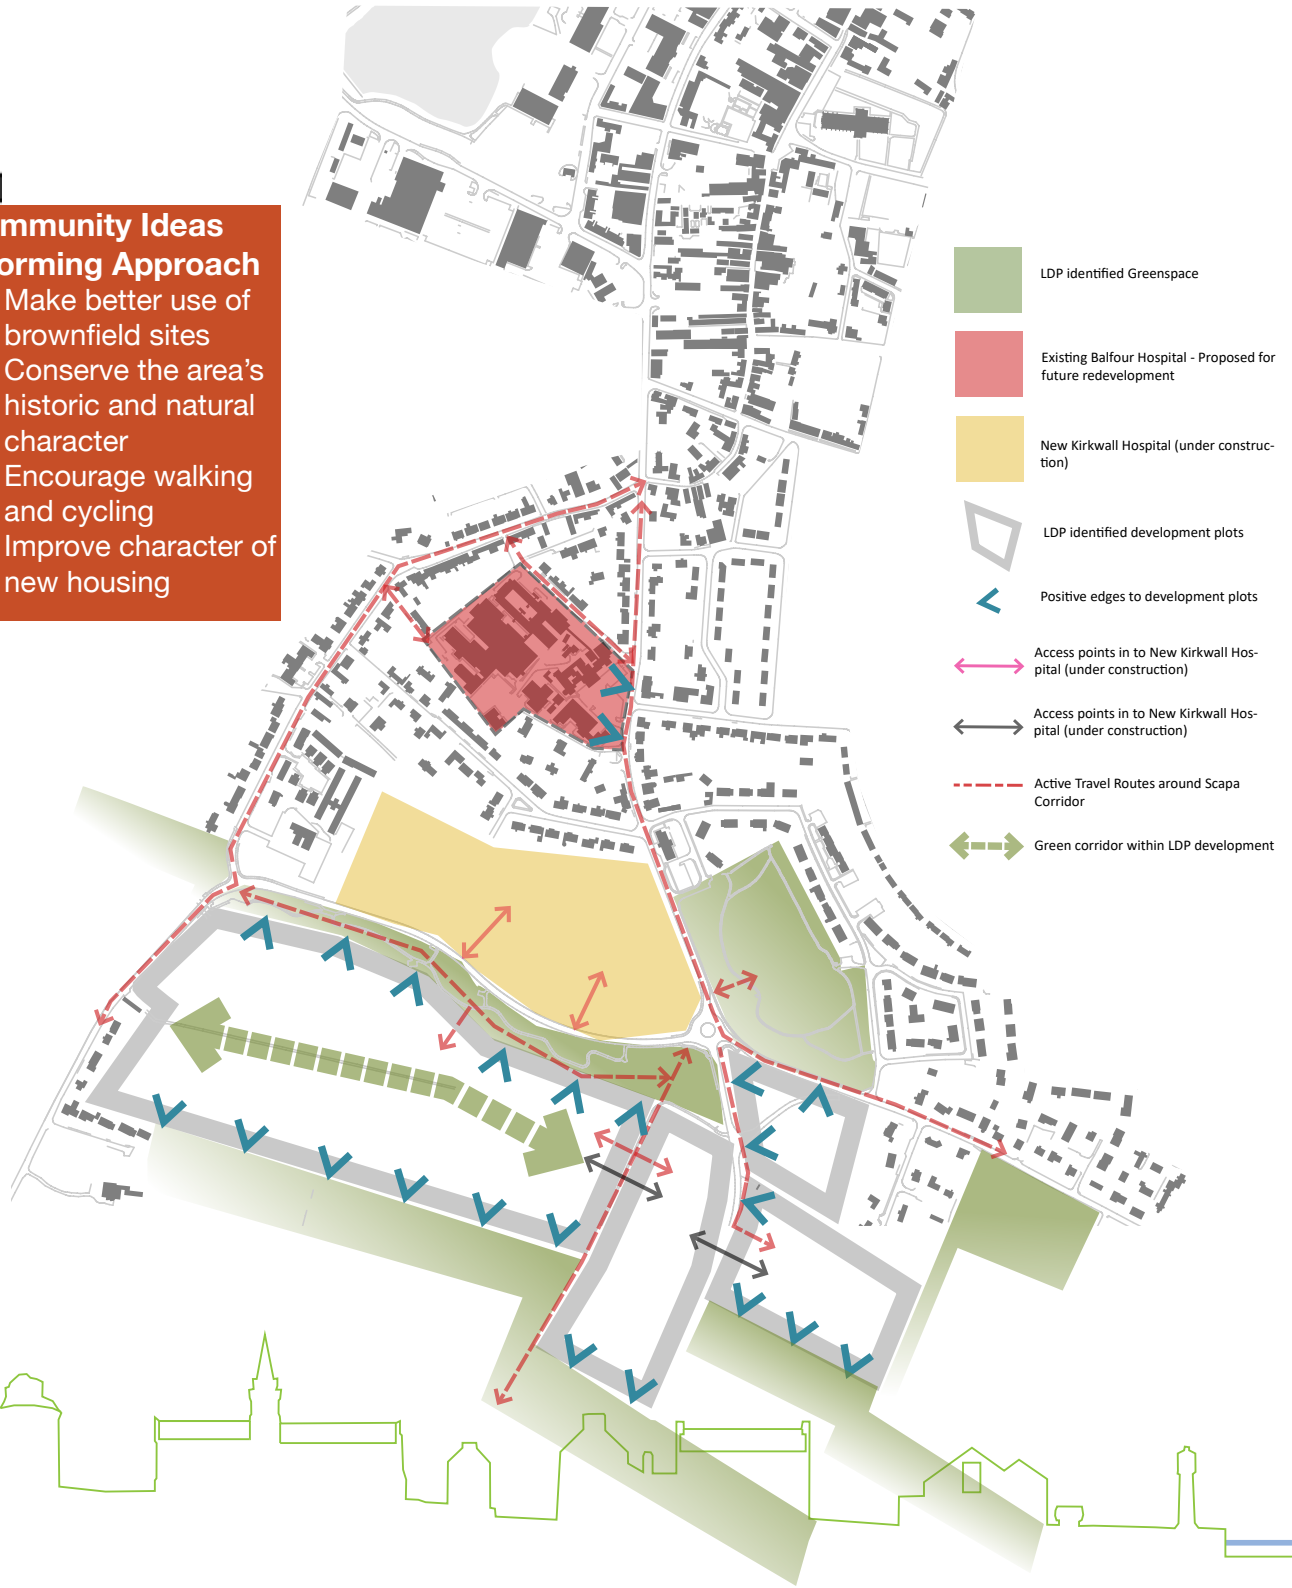 mmunity Ideas
orming Approach
Make better use of
brownfield sites
Conserve the area's
historic and natural
character
Encourage walking
and cycling
Improve character of
new housing
LDP identified Greenspace
Existing Balfour Hospital - Proposed for
future redevelopment
New Kirkwall Hospital (under construc-
tion)
LDP identified development plots
Positive edges to development plots
Access points in to New Kirkwall Hos-
pital (under construction)
Access points in to New Kirkwall Hos-
pital (under construction)
Active Travel Routes around Scapa
Corridor
Green corridor within LDP development